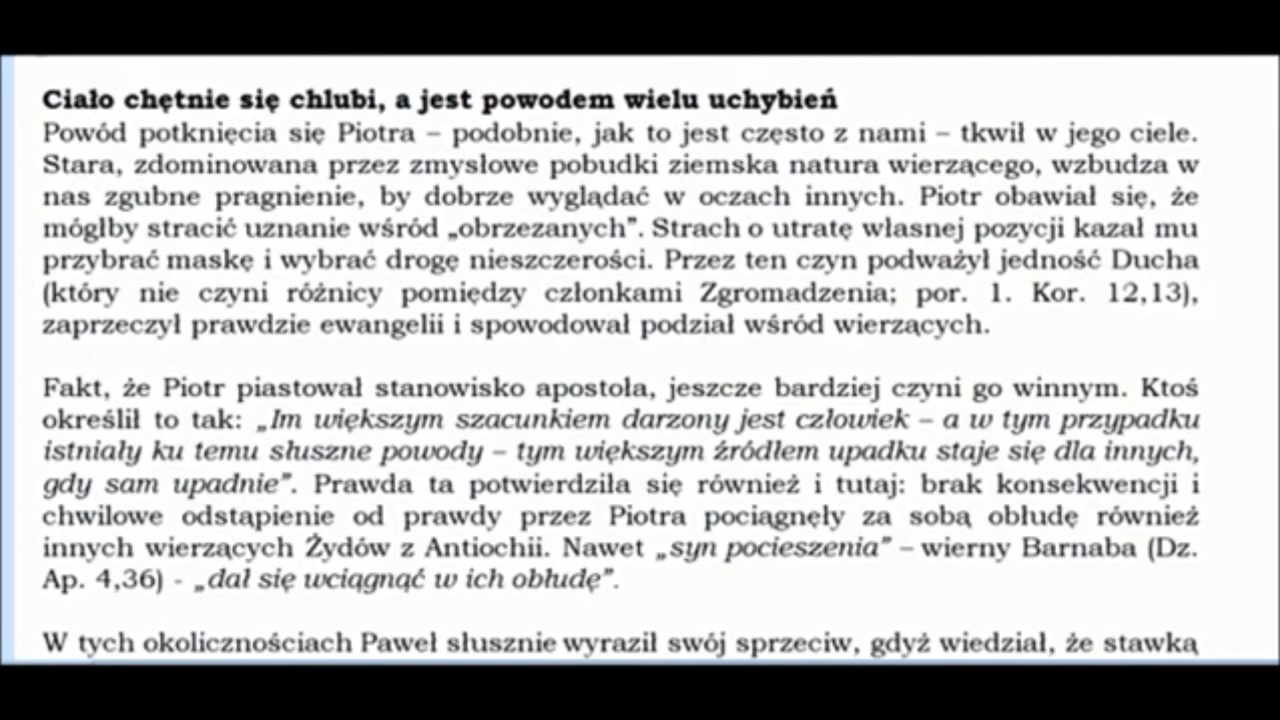 Ciało chętnie się chlubi, a jest powodem wielu uchybień
Powód potknięcia się Piotra – podobnie, jak to jest często z nami – tkwił w jego ciele.
Stara, zdominowana przez zmysłowe pobudki ziemska natura wierzącego, wzbudza w
nas zgubne pragnienie, by dobrze wyglądać w oczach innych. Piotr obawiał się, że
mógłby stracić uznanie wśród „obrzezanych”. Strach o utratę własnej pozycji kazał mu
przybrać maskę i wybrać drogę nieszczerości. Przez ten czyn podważył jedność Ducha
(który nie czyni różnicy pomiędzy członkami Zgromadzenia; por. 1. Kor. 12,13),
zaprzeczył prawdzie ewangelii i spowodował podział wśród wierzących.
Fakt, że Piotr piastował stanowisko apostoła, jeszcze bardziej czyni go winnym. Ktoś
określił to tak: „Im większym szacunkiem darzony jest człowiek – a w tym przypadku
istniały ku temu słuszne powody – tym większym źródłem upadku staje się dla innych,
gdy sam upadnie”. Prawda ta potwierdziła się również i tutaj: brak konsekwencji i
chwilowe odstąpienie od prawdy przez Piotra pociągnęły za sobą obłudę również
innych wierzących Żydów z Antiochii. Nawet „syn pocieszenia” – wierny Barnaba (Dz.
Ap. 4,36) - „dał się wciągnąć w ich obłudę”.
W tych okolicznościach Paweł słusznie wyraził swój sprzeciw, gdyż wiedział, że stawką